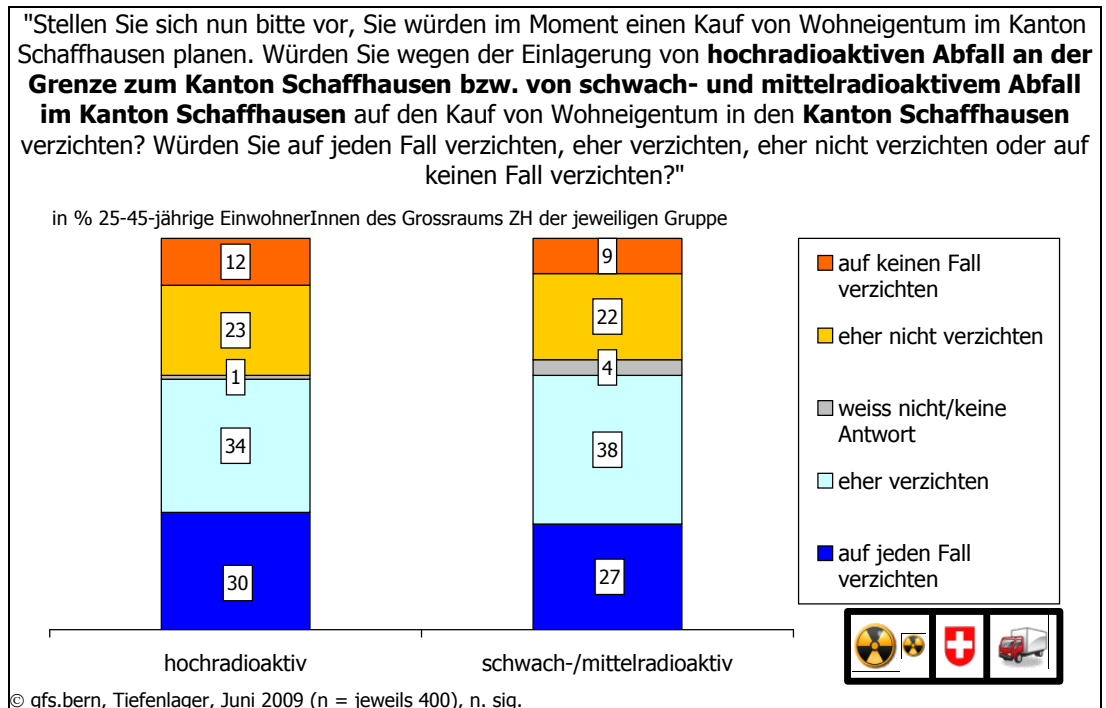 "Stellen Sie sich nun bitte vor, Sie würden im Moment einen Kauf von Wohneigentum im Kanton
Schaffhausen planen. Würden Sie wegen der Einlagerung von hochradioaktiven Abfall an der
Grenze zum Kanton Schaffhausen bzw. von schwach- und mittelradioaktivem Abfall
im Kanton Schaffhausen auf den Kauf von Wohneigentum in den Kanton Schaffhausen
verzichten? Würden Sie auf jeden Fall verzichten, eher verzichten, eher nicht verzichten oder auf
keinen Fall verzichten?"
in % 25-45-jährige EinwohnerInnen des Grossraums ZH der jeweiligen Gruppe
12
23
1
34
30
9
22
4
38
27
auf keinen Fall
verzichten
eher nicht verzichten
weiss nicht/keine
Antwort
eher verzichten
auf jeden Fall
verzichten
hochradioaktiv
schwach-/mittelradioaktiv
© gfs.bern, Tiefenlager, Juni 2009 (n = jeweils 400), n. sig.